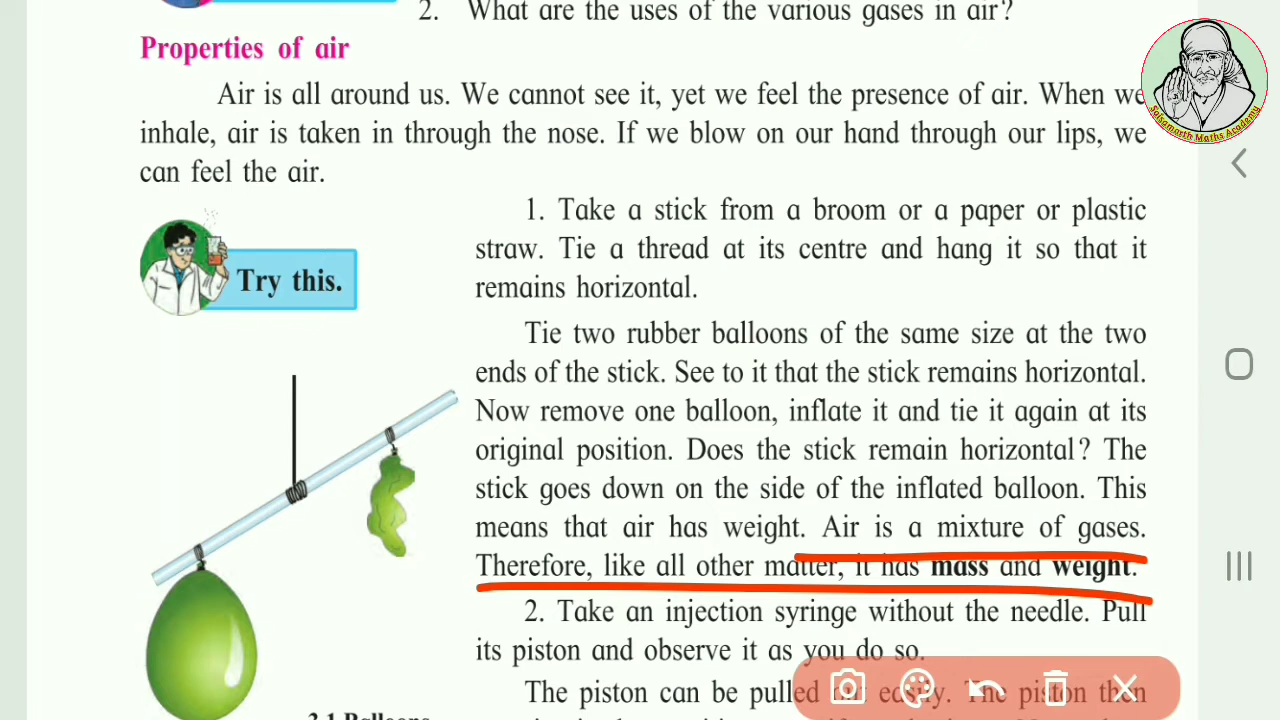 2. What are the uses of the various gases in air?
Properties of air
Air is all around us. We cannot see it, yet we feel the presence of air. When we
inhale, air is taken in through the nose. If we blow on our hand through our lips, we
can feel the air.
Try this.
1. Take a stick from a broom or a paper or plastic
straw. Tie a thread at its centre and hang it so that it
remains horizontal.
Tie two rubber balloons of the same size at the two
ends of the stick. See to it that the stick remains horizontal.
Now remove one balloon, inflate it and tie it again at its
original position. Does the stick remain horizontal? The
stick goes down on the side of the inflated balloon. This
means that air has weight. Air is a mixture of gases.
Therefore, like all other matter, it has mass and weight.
2. Take an injection syringe without the needle. Pull
its piston and observe it as you do so.
The piston can be pulled out easily. The piston then
3.1 Balloons
Saisamarth Maths Academy